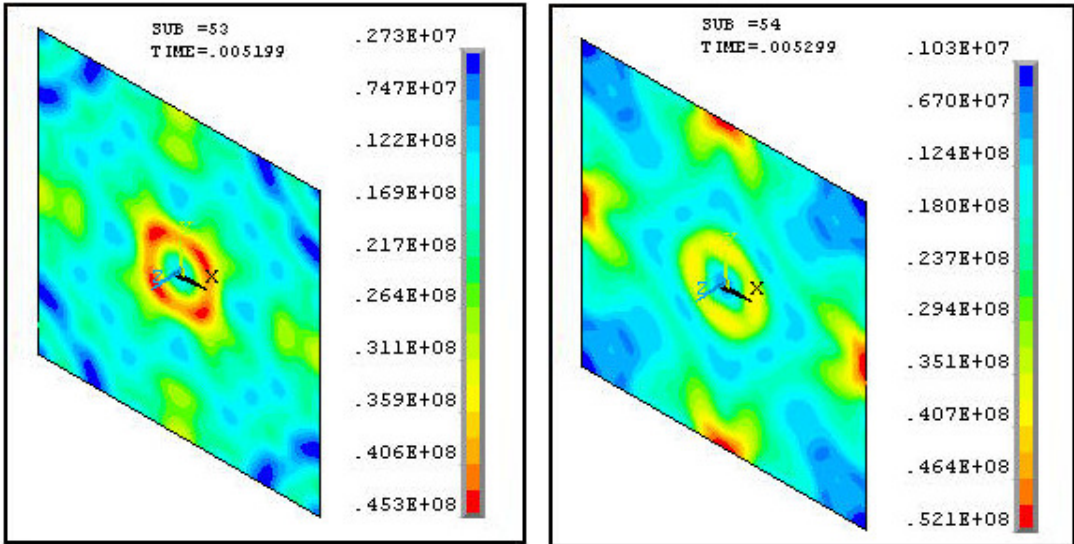 SUB =53
TIME=.005199
.273E+07
.747E+07
.122E+08
.169E+08
.217E+08
.264E+08
.311E+08
.359E+08
.406E+08
.453E+08
Y
Z
X
SUB =54
TIME=.005299
.103E+07
.670E+07
.124E+08
.180E+08
.237E+08
.294E+08
.351E+08
.407E+08
.464E+08
.521E+08
Y
Z
X